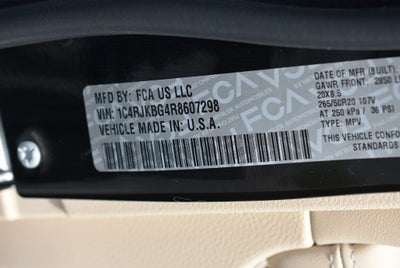 MFD. BY: FCA US LLC
VIN: 1C4RJKBG4R8607298
VEHICLE MADE IN U.S.A.
DATE OF MFR (BUILT)
GAWR FRONT: 2850 L
20X8.5
265/50R20 107V
AT 250 kPa / 36 PSI
TYPE: MPV
THIS VEHICLE CONFO
STANDARDS
FCA